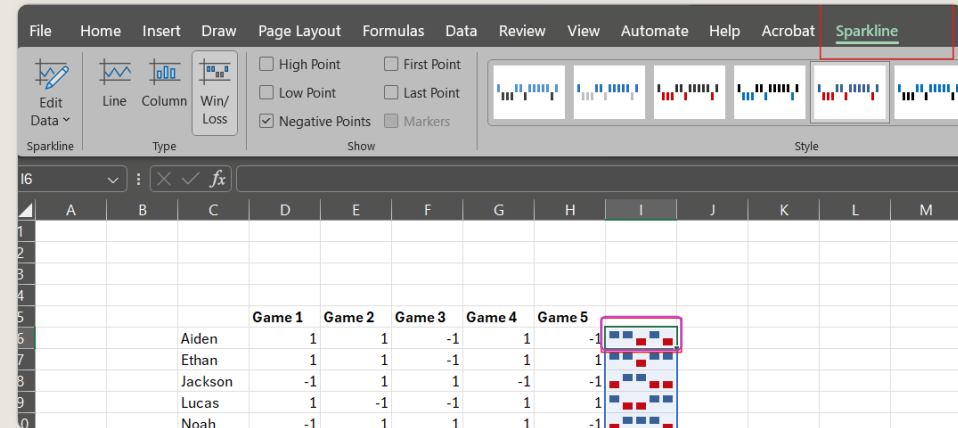 File Home Insert Draw Page Layout Formulas Data Review View Automate Help Acrobat Sparkline
High Point First Point
Edit Line Column Win/ Low Point Last Point
Data Loss Negative Points Markers
Sparkline Type Show Style
I6 fx
A B C D E F G H I J K L M
1
2
3
4
5 Game 1 Game 2 Game 3 Game 4 Game 5
6 Aiden 1 1 -1 1 -1
7 Ethan 1 1 -1 1 1
8 Jackson -1 1 1 -1 -1
9 Lucas 1 -1 -1 1 1
0 Noah -1 1 1 1 -1